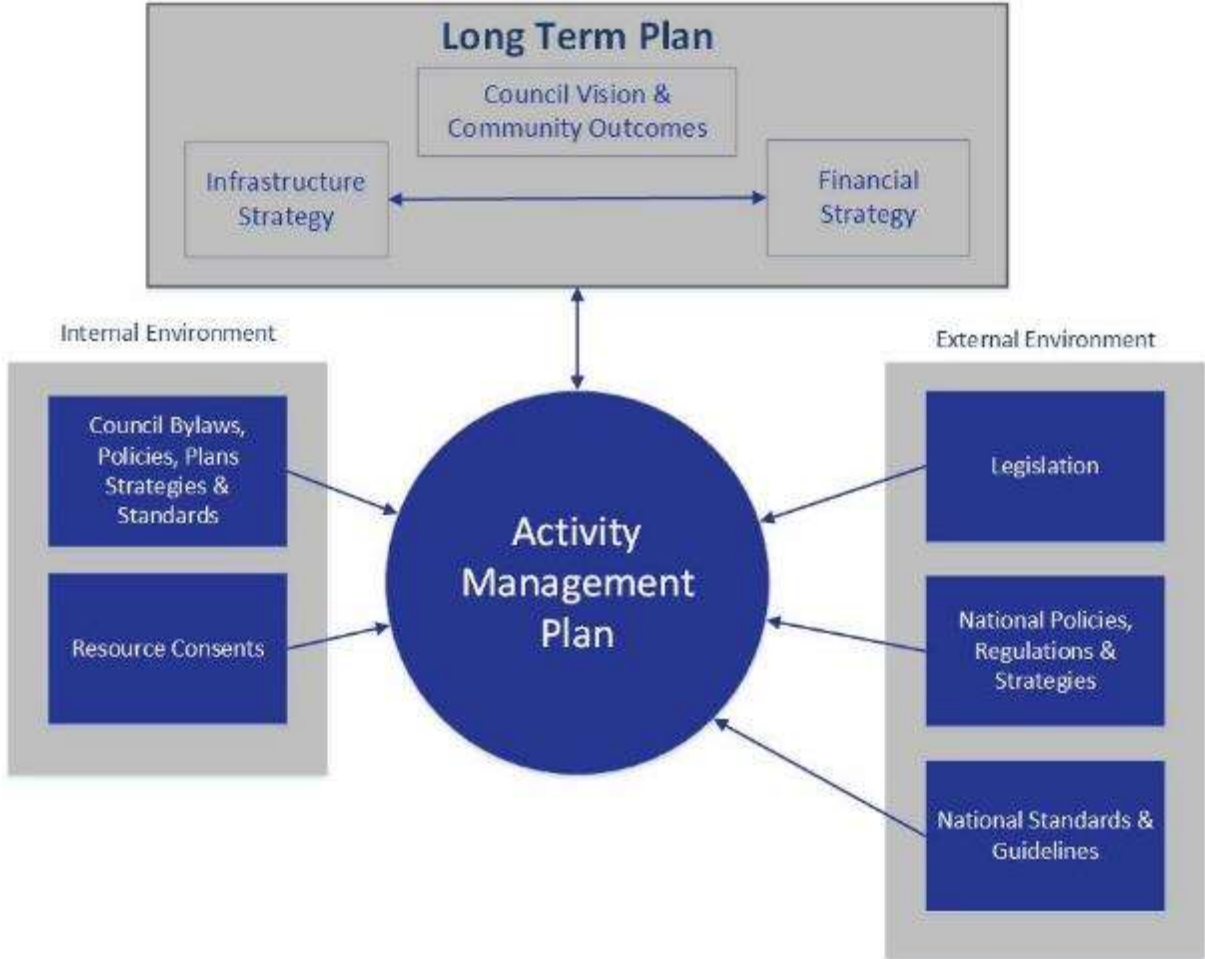 Long Term Plan
Council Vision &
Community Outcomes
Infrastructure
Strategy
Financial
Strategy
Internal Environment
Council Bylaws,
Policies, Plans
Strategies &
Standards
Resource Consents
Activity
Management
Plan
External Environment
Legislation
National Policies,
Regulations &
Strategies
National Standards &
Guidelines